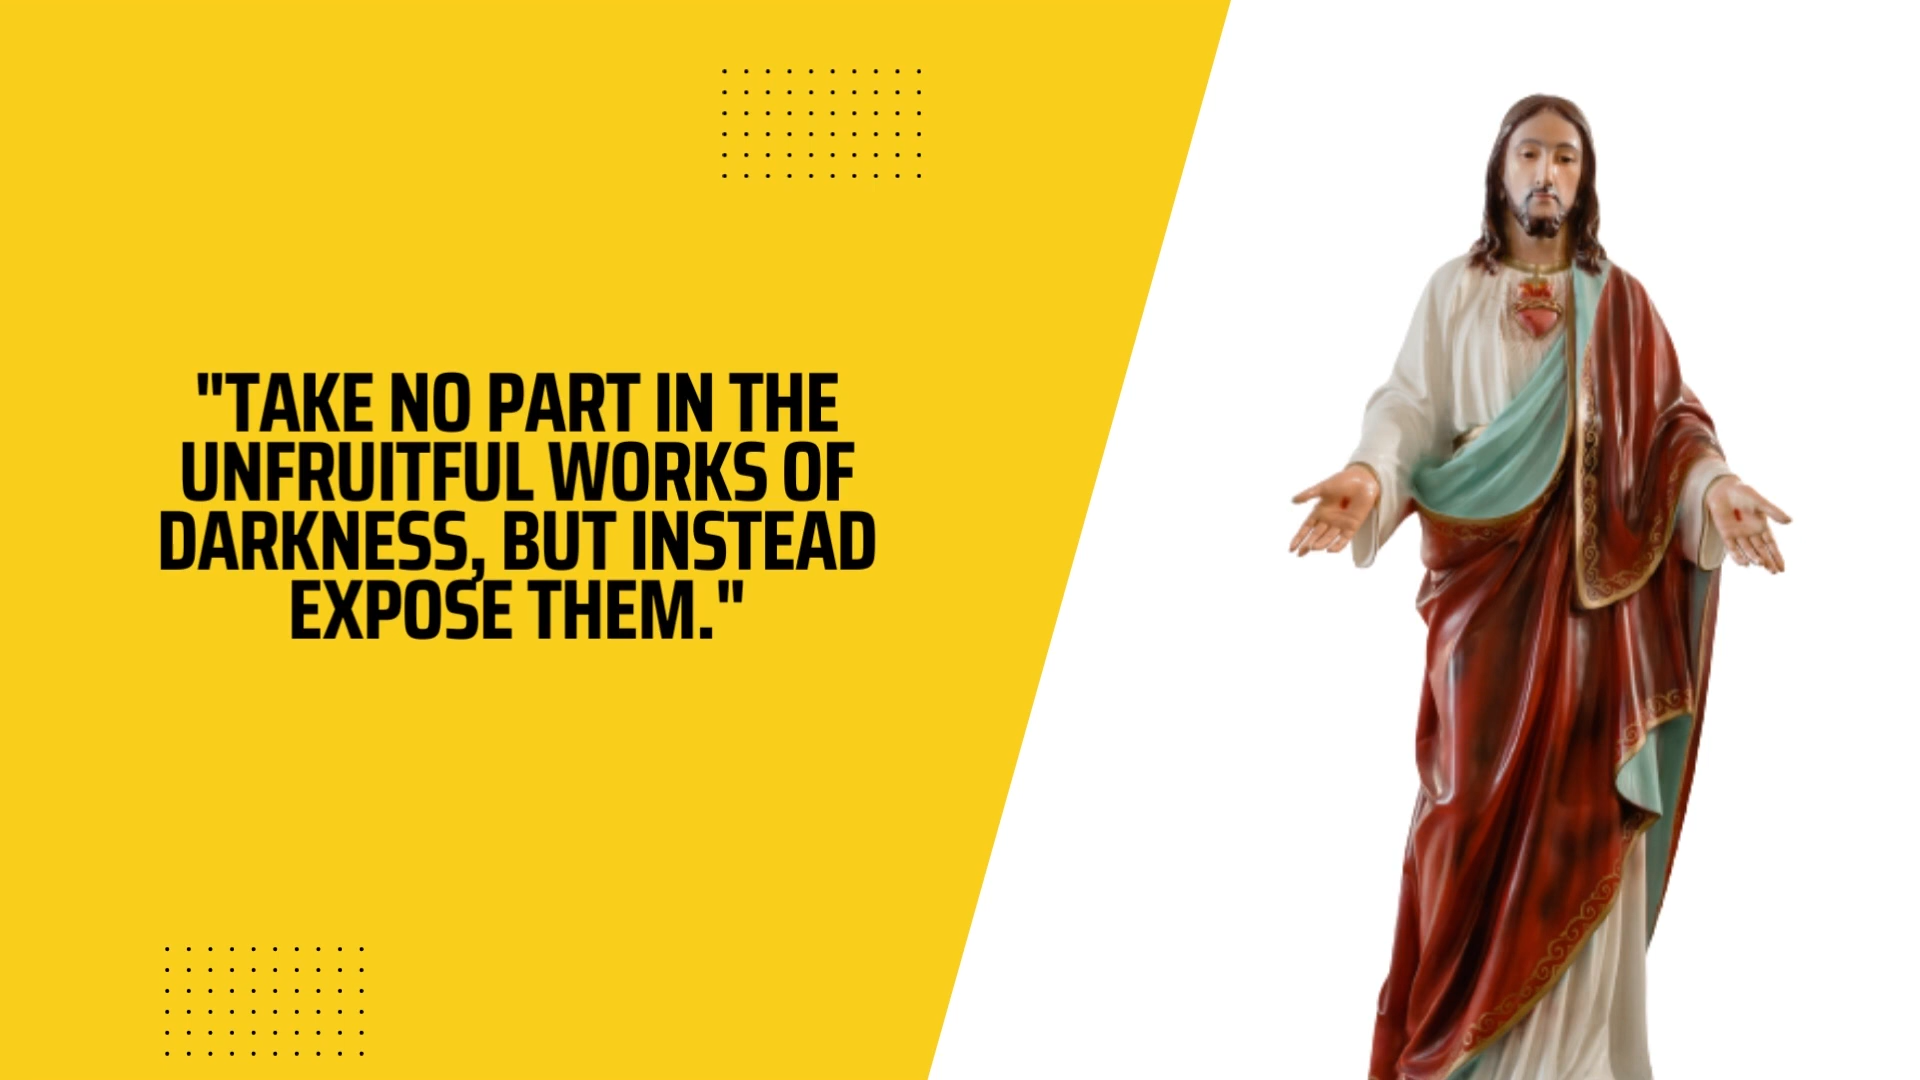 "TAKE NO PART IN THE
UNFRUITFUL WORKS OF
DARKNESS, BUT INSTEAD
EXPOSE THEM."